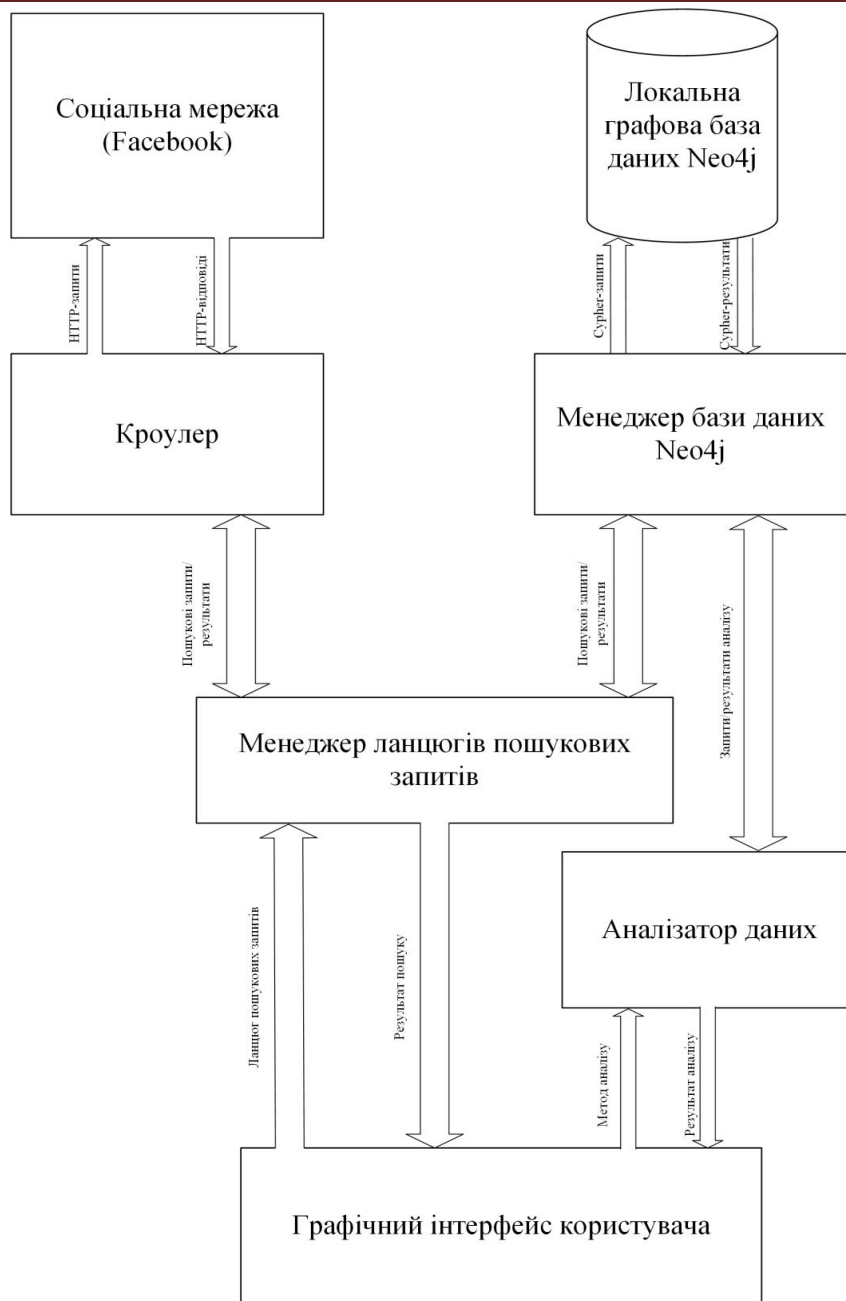 Соціальна мережа
(Facebook)
Локальна
графова база
даних Neo4j
HTTP-запити
HTTP-відповіді
Cypher-запити
Cypher-результати
Кроулер
Менеджер бази даних
Neo4j
Пошукові запити/
результати
Пошукові запити/
результати
Запити/результати аналізу
Менеджер ланцюгів пошукових
запитів
Ланцюг пошукових запитів
Результат пошуку
Аналізатор даних
Метод аналізу
Результат аналізу
Графічний інтерфейс користувача